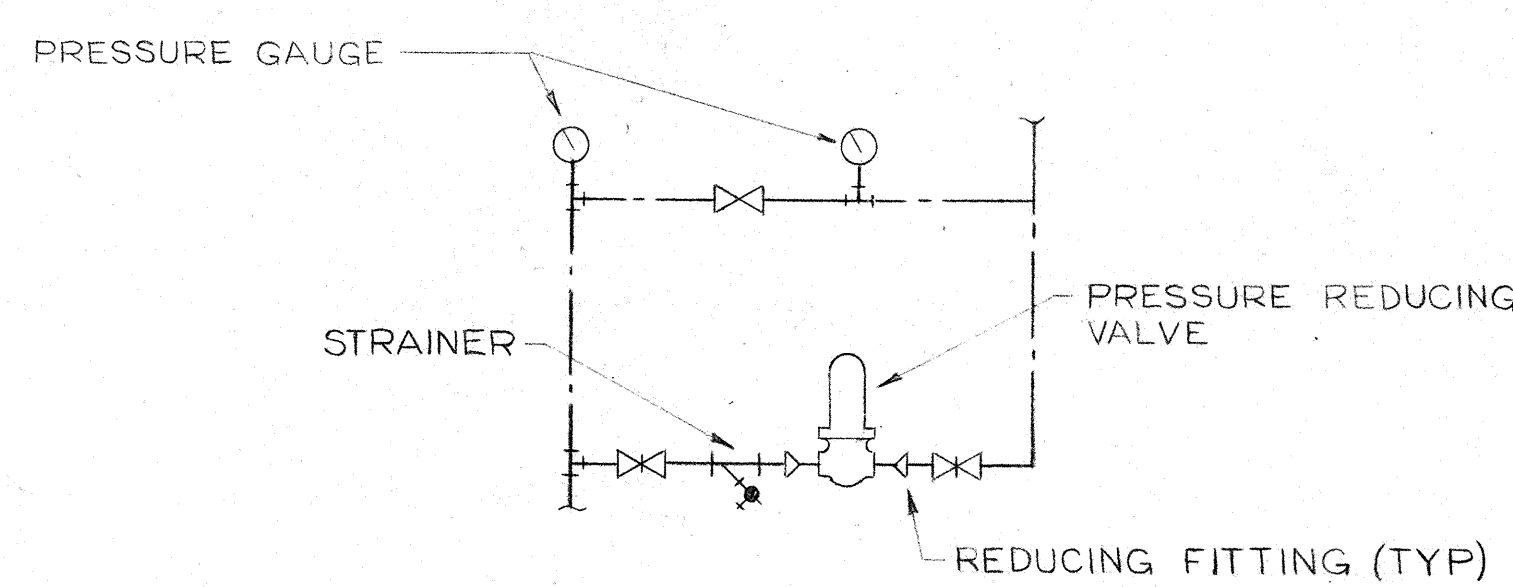 PRESSURE GAUGE
PRESSURE REDUCING
VALVE
STRAINER
REDUCING FITTING (TYP)